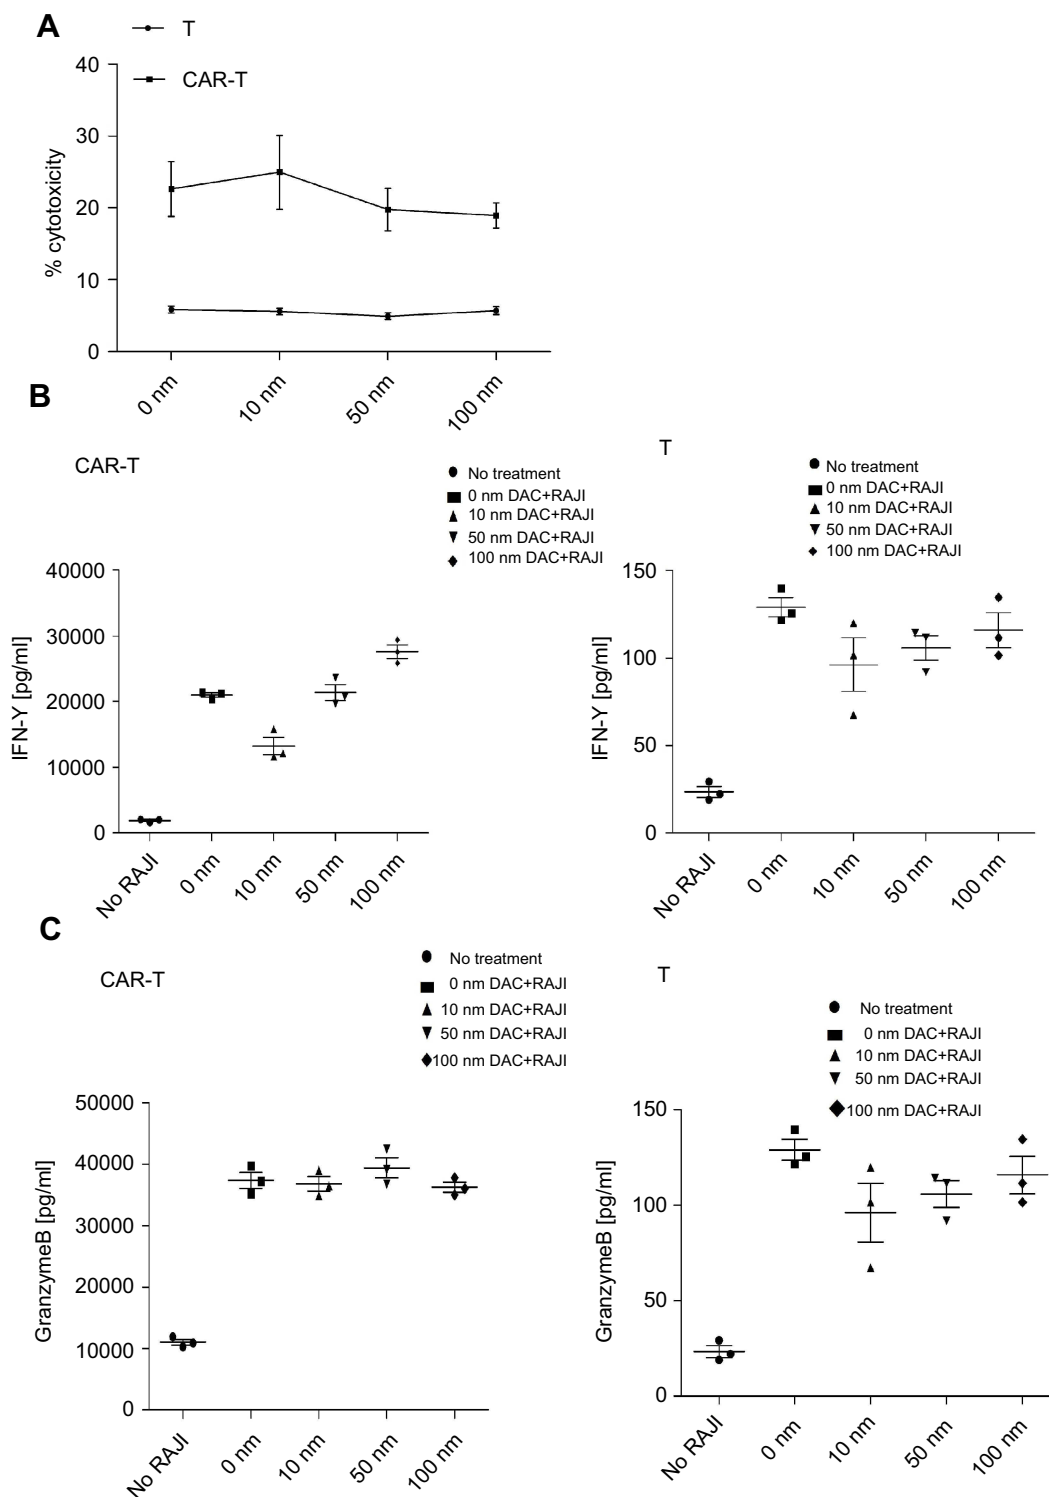 A
T
CAR-T
40
30
20
10
0
% cytotoxicity
0 nm
10 nm
50 nm
100 nm
B
CAR-T
No treatment
0 nm DAC+RAJI
10 nm DAC+RAJI
50 nm DAC+RAJI
100 nm DAC+RAJI
40000
30000
20000
10000
0
IFN-Y [pg/ml]
No RAJI
0 nm
10 nm
50 nm
100 nm
T
No treatment
0 nm DAC+RAJI
10 nm DAC+RAJI
50 nm DAC+RAJI
100 nm DAC+RAJI
150
100
50
0
IFN-Y [pg/ml]
No RAJI
0 nm
10 nm
50 nm
100 nm
C
CAR-T
No treatment
0 nm DAC+RAJI
10 nm DAC+RAJI
50 nm DAC+RAJI
100 nm DAC+RAJI
50000
40000
30000
20000
10000
0
GranzymeB [pg/ml]
No RAJI
0 nm
10 nm
50 nm
100 nm
T
No treatment
0 nm DAC+RAJI
10 nm DAC+RAJI
50 nm DAC+RAJI
100 nm DAC+RAJI
150
100
50
0
GranzymeB [pg/ml]
No RAJI
0 nm
10 nm
50 nm
100 nm